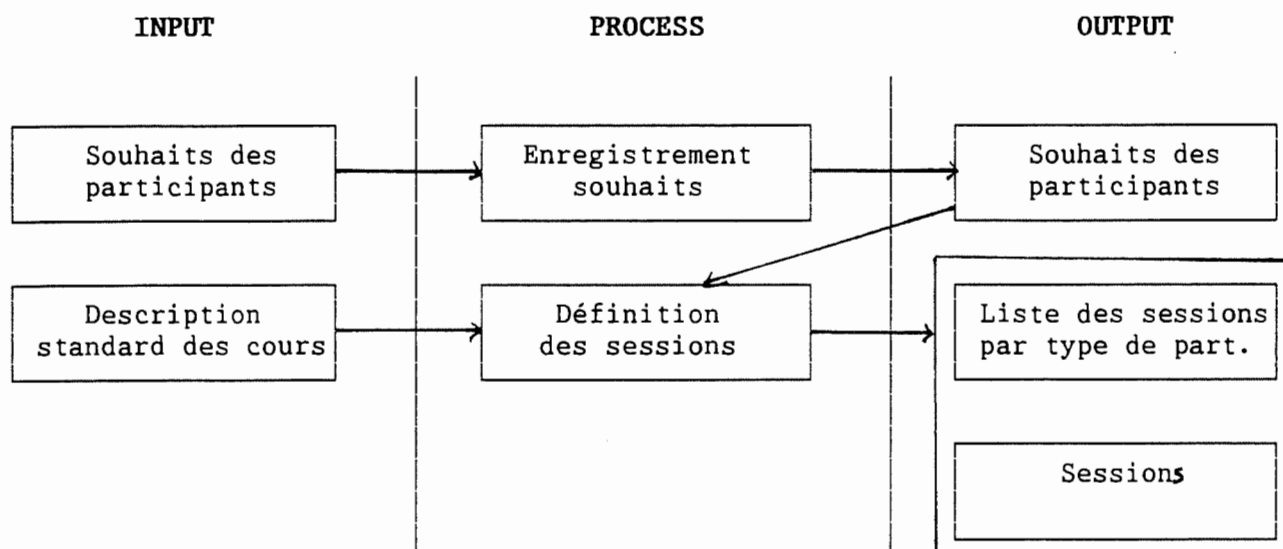 INPUT
PROCESS
OUTPUT
Souhaits des
participants
Enregistrement
souhaits
Souhaits des
participants
Description
standard des cours
Définition
des sessions
Liste des sessions
par type de part.
Sessions